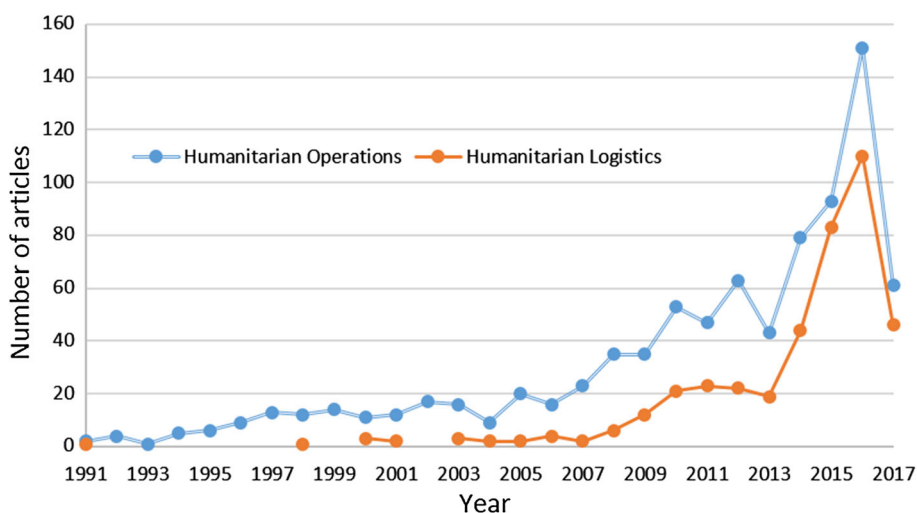 160
140
120
100
80
60
40
20
0
Number of articles
Humanitarian Operations Humanitarian Logistics
1991 1993 1995 1997 1999 2001 2003 2005 2007 2009 2011 2013 2015 2017
Year